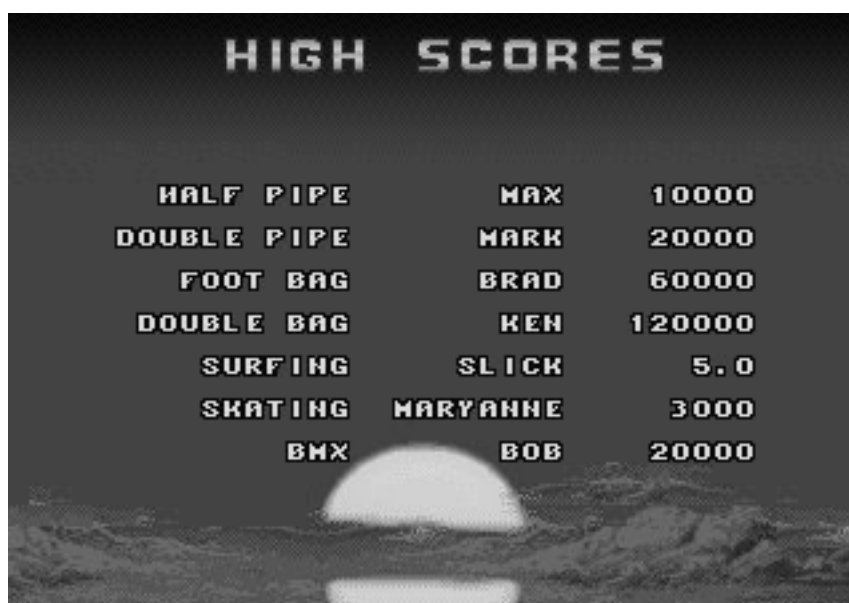 HIGH SCORES
HALF PIPE MAX 10000
DOUBLE PIPE MARK 20000
FOOT BAG BRAD 60000
DOUBLE BAG KEN 120000
SURFING SLICK 5.0
SKATING MARYANNE 3000
BMX BOB 20000